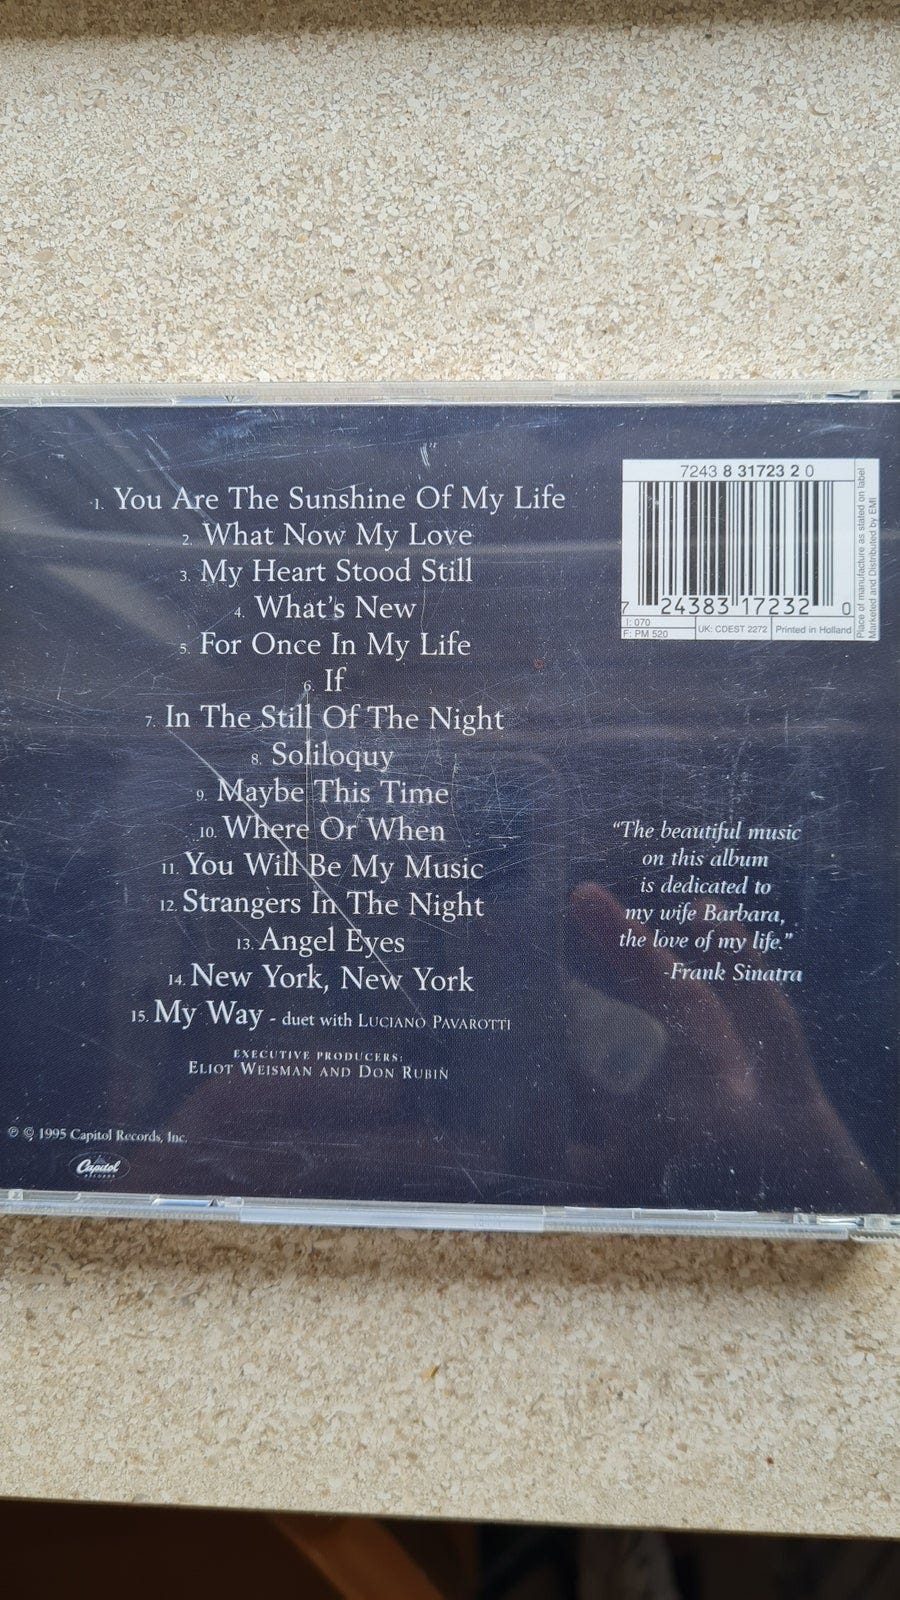 1. You Are The Sunshine Of My Life
2. What Now My Love
3. My Heart Stood Still
4. What's New
5. For Once In My Life
6. If
7. In The Still Of The Night
8. Soliloquy
9. Maybe This Time
10. Where Or When
11. You Will Be My Music
12. Strangers In The Night
13. Angel Eyes
14. New York, New York
15. My Way - duet with LUCIANO PAVAROTTI
EXECUTIVE PRODUCERS:
ELIOT WEISMAN AND DON RUBIN
℗ © 1995 Capitol Records, Inc.
Capitol
RECORDS
7243 8 31723 2 0
7 24383 17232 0
I: 070
F: PM 520
UK: CDEST 2272
Printed in Holland
Place of manufacture as stated on label
Marketed and Distributed by EMI
"The beautiful music
on this album
is dedicated to
my wife Barbara,
the love of my life."
-Frank Sinatra